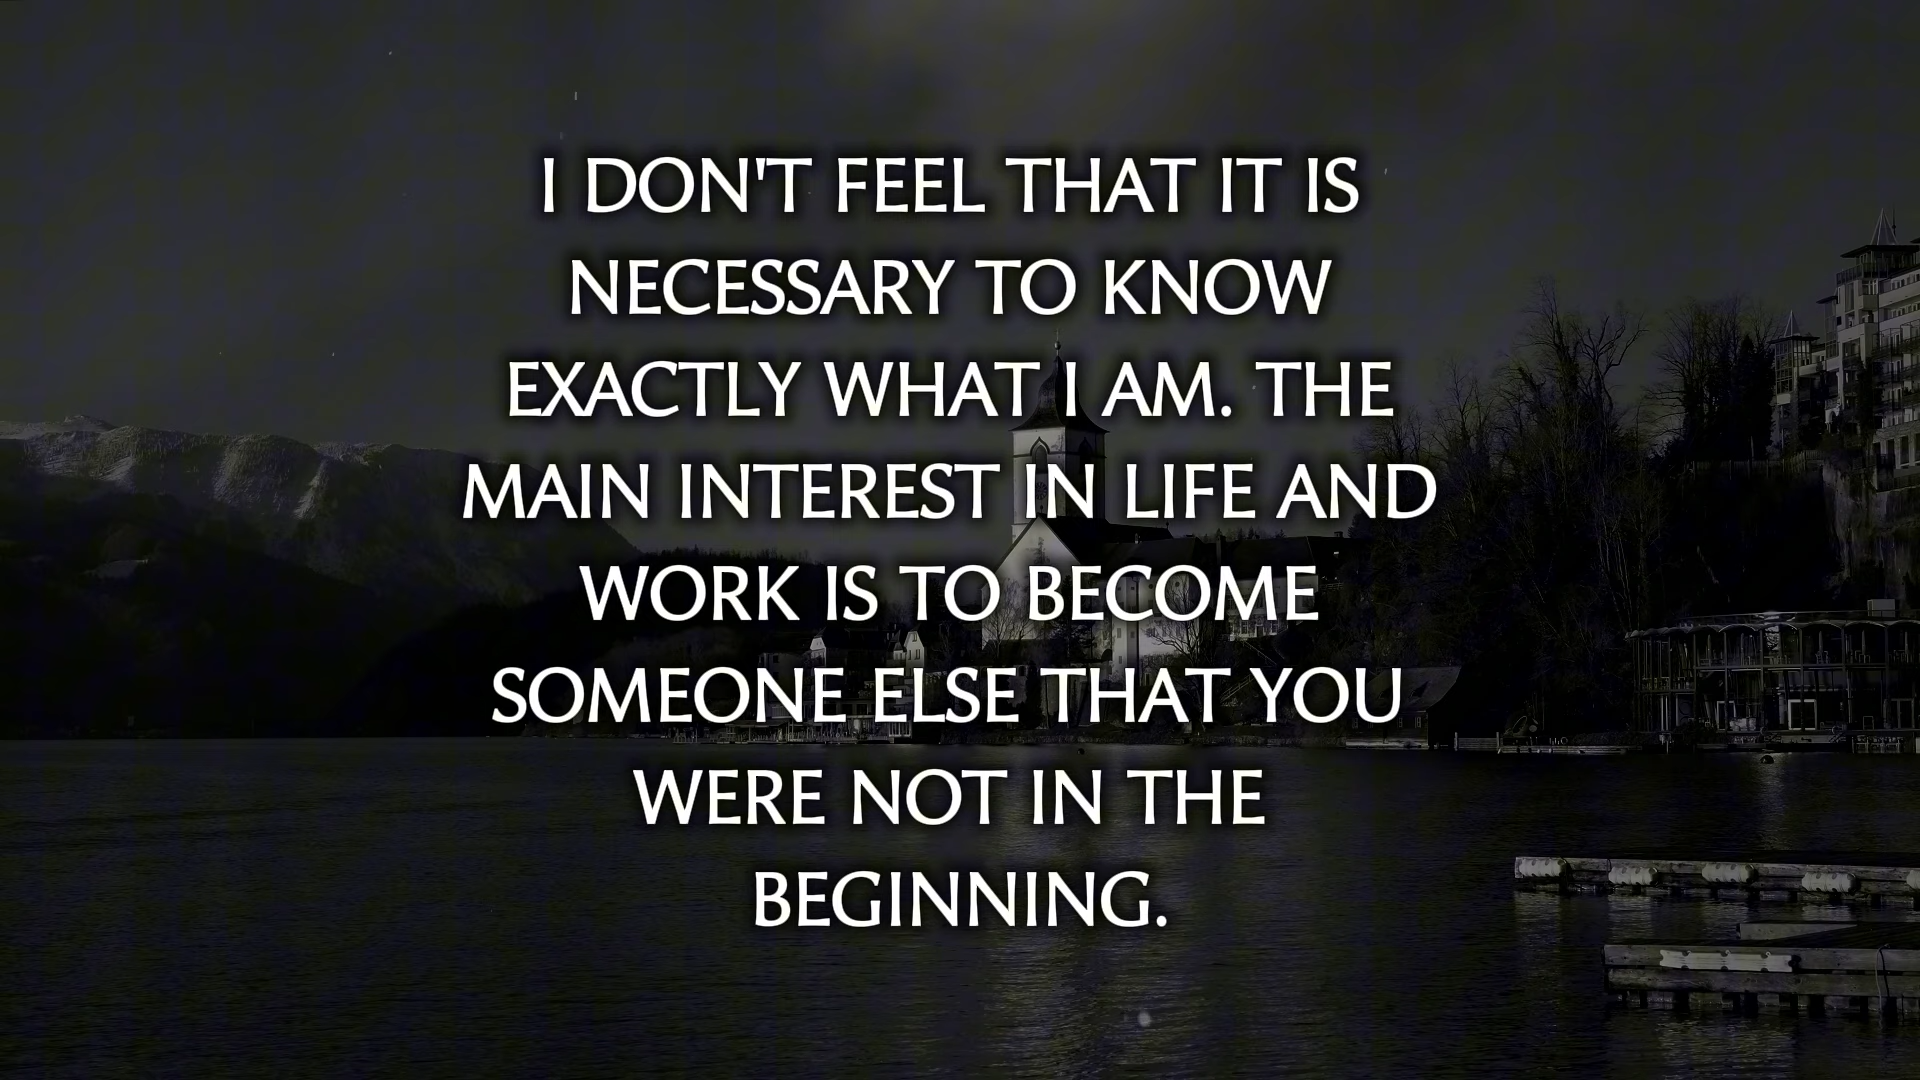 I DON'T FEEL THAT IT IS
NECESSARY TO KNOW
EXACTLY WHAT I AM. THE
MAIN INTEREST IN LIFE AND
WORK IS TO BECOME
SOMEONE ELSE THAT YOU
WERE NOT IN THE
BEGINNING.